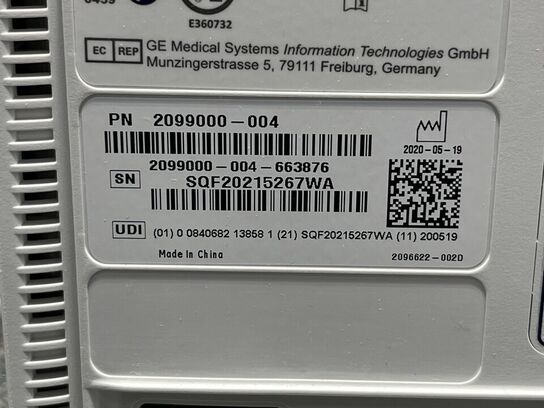 E360732
EC REP GE Medical Systems Information Technologies GmbH
Munzingerstrasse 5, 79111 Freiburg, Germany
PN 2099000-004
2020-05-19
2099000-004-663876
SN SQF20215267WA
UDI (01) 0 0840682 13858 1 (21) SQF20215267WA (11) 200519
Made In China
2096622-002D